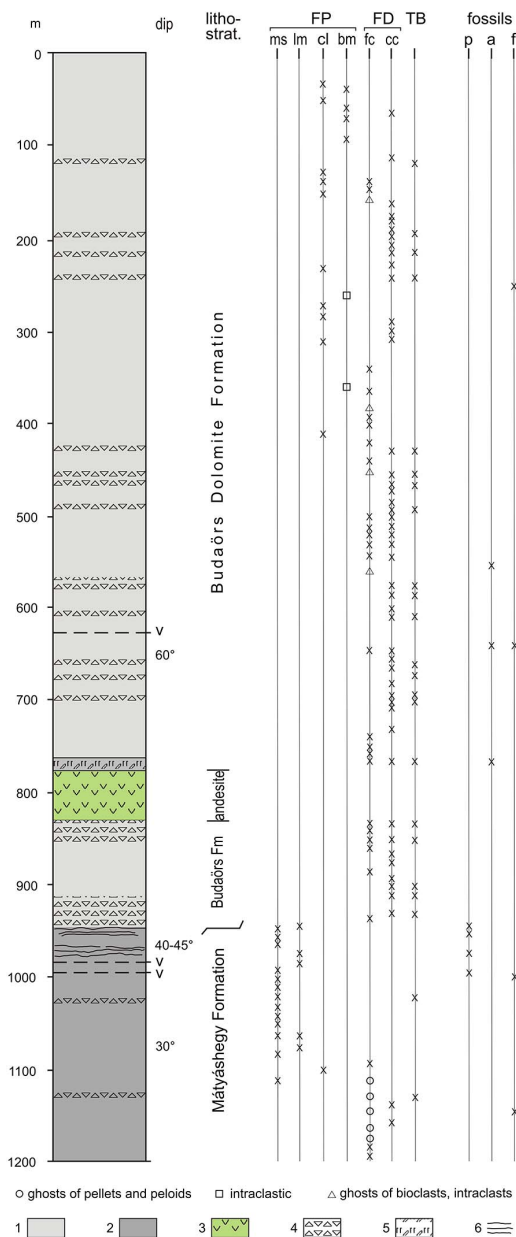 m dip litho-strat. FP FD TB fossils
ms lm cl bm fc cc p a f
0
100
200
300
400
500
600
700
800
900
1000
1100
1200
v
60°
40-45°
v
v
30°
Budaörs Dolomite Formation
andesite
Budaörs Fm
Mátyáshegy Formation
ghosts of pellets and peloids intraclastic ghosts of bioclasts, intraclasts
1 2 3 4 5 6